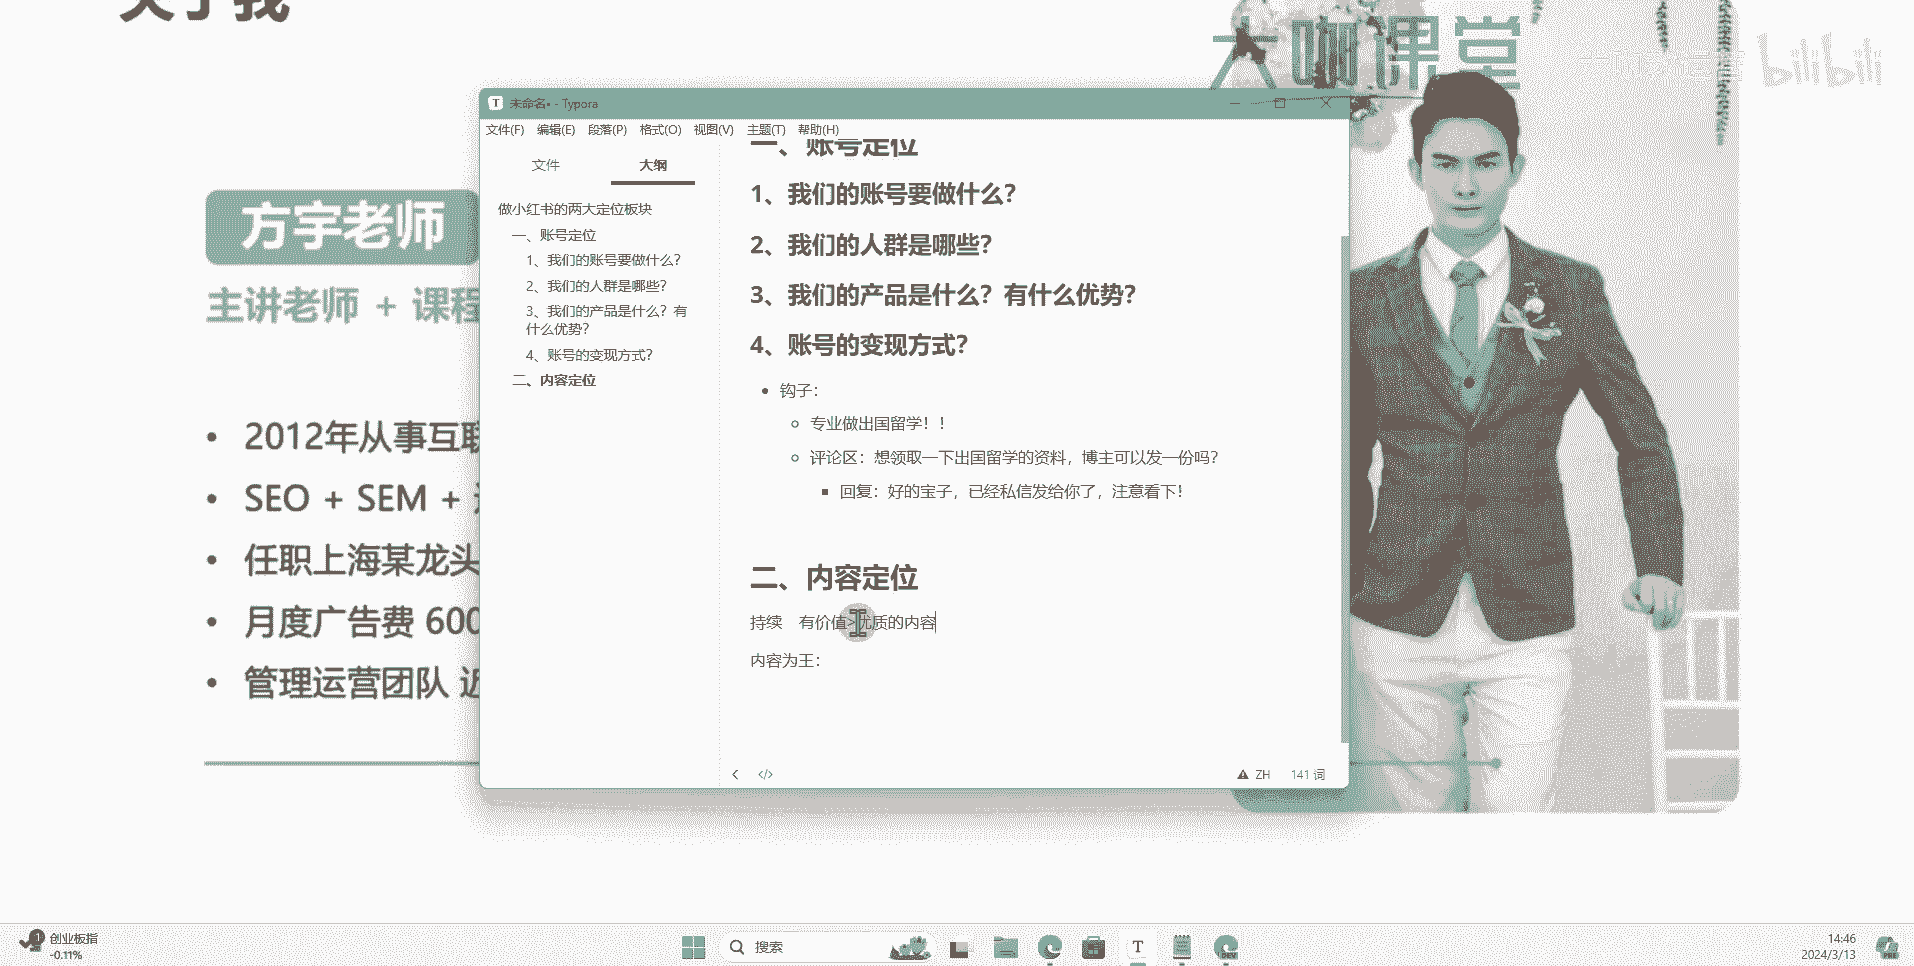 关于我
大咖课堂
bilibili
方宇老师
主讲老师 + 课程
• 2012年从事互联
• SEO + SEM +
• 任职上海某龙头
• 月度广告费 600
• 管理运营团队 近
未命名• - Typora
文件(F) 编辑(E) 段落(P) 格式(O) 视图(V) 主题(T) 帮助(H)
文件 大纲
做小红书的两大定位板块
一、账号定位
1、我们的账号要做什么?
2、我们的人群是哪些?
3、我们的产品是什么？有
什么优势?
4、账号的变现方式?
二、内容定位
一、账号定位
1、我们的账号要做什么?
2、我们的人群是哪些?
3、我们的产品是什么？有什么优势?
4、账号的变现方式?
• 钩子：
专业做出国留学！！
评论区：想领取一下出国留学的资料，博主可以发一份吗?
回复：好的宝子，已经私信发给你了，注意看下!
二、内容定位
持续 有价值>优质的内容
内容为王：
</> ZH 141 词
创业板指
-0.11%
搜索
14:46
2024/3/13